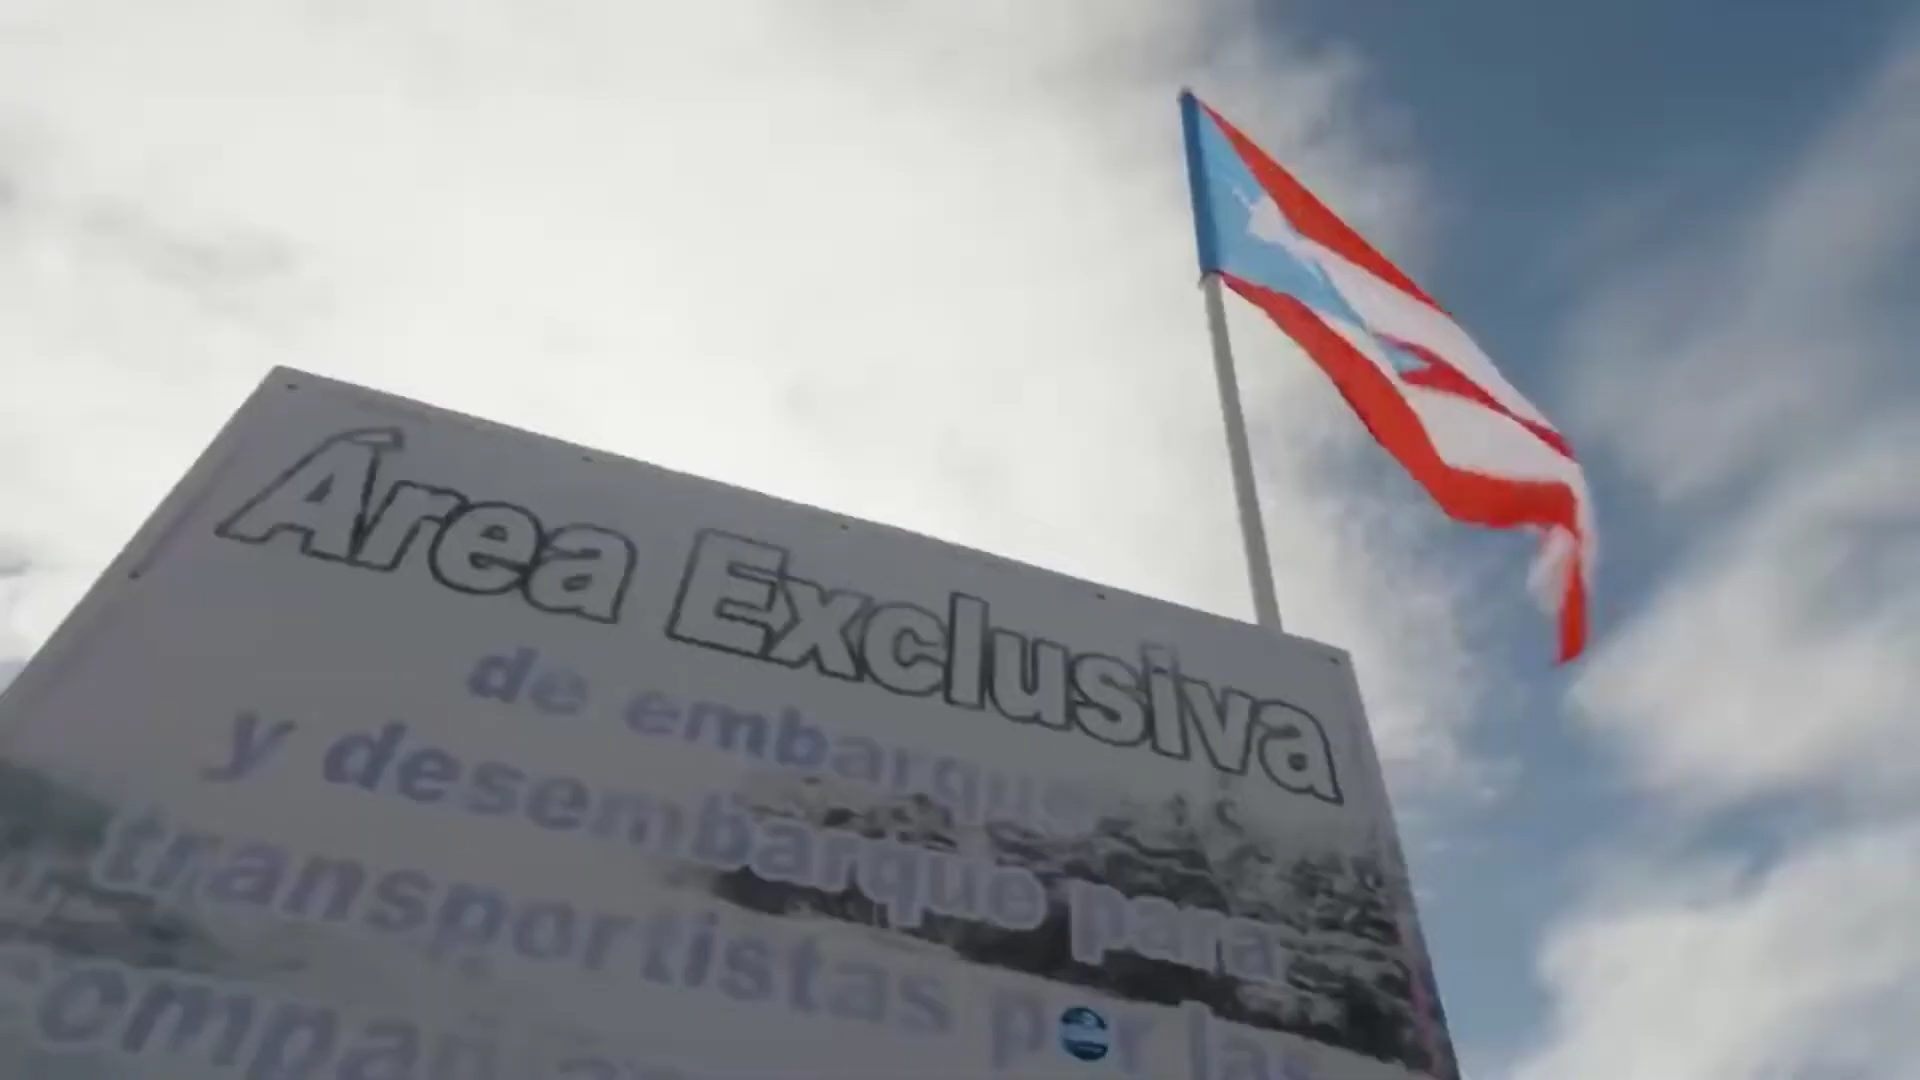 Área Exclusiva
de embarque
y desembarque para
transportistas por las